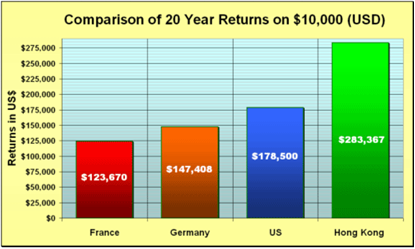 Comparison of 20 Year Returns on $10,000 (USD)
Returns in US$
$275,000
$250,000
$225,000
$200,000
$175,000
$150,000
$125,000
$100,000
$75,000
$50,000
$25,000
$0
$123,670
$147,408
$178,500
$283,367
France
Germany
US
Hong Kong